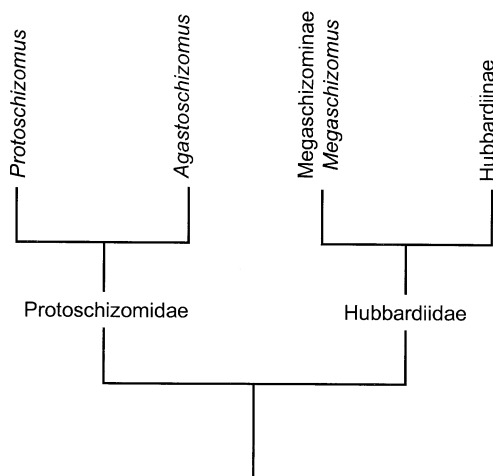 Protoschizomus
Agastoschizomus
Megaschizominae
Megaschizomus
Hubbardiinae
Protoschizomidae
Hubbardiidae